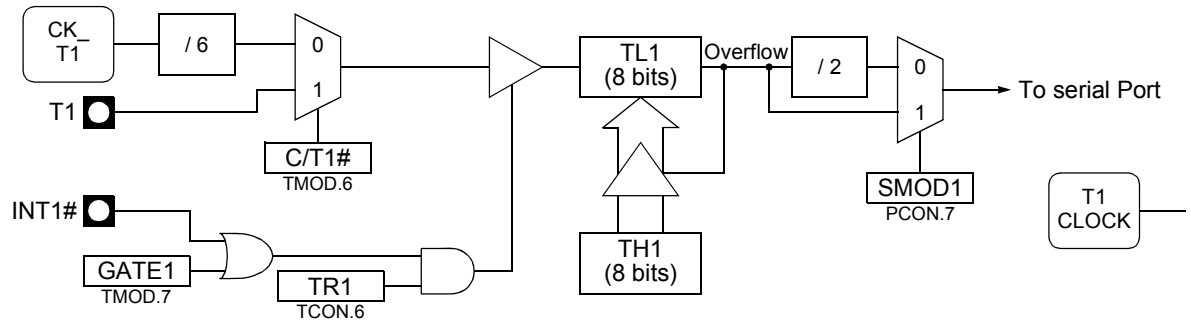 CK_
T1
/ 6
0
1
T1
C/T1#
TMOD.6
INT1#
GATE1
TMOD.7
TR1
TCON.6
TL1
(8 bits)
Overflow
/ 2
0
1
To serial Port
TH1
(8 bits)
SMOD1
PCON.7
T1
CLOCK